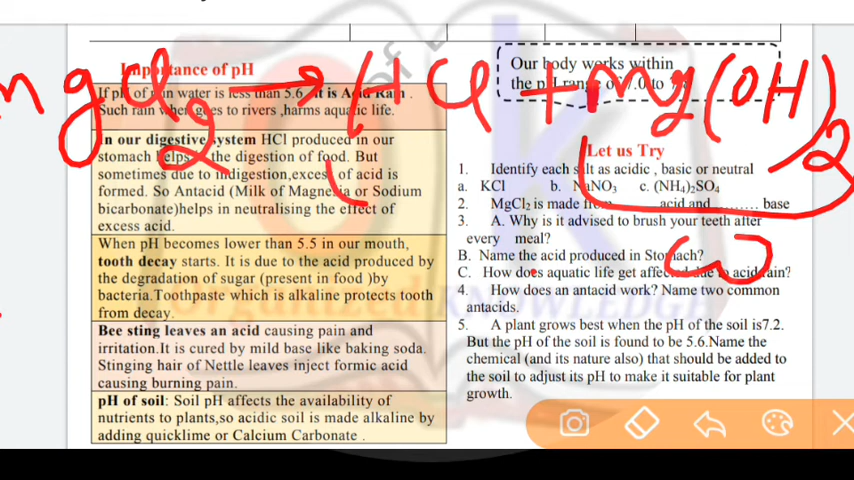 Importance of pH
If pH of rain water is less than 5.6, it is Acid Rain.
Such rain when goes to rivers ,harms aquatic life.
In our digestive system HCl produced in our
stomach helps the digestion of food. But
sometimes due to indigestion,excess of acid is
formed. So Antacid (Milk of Magnesia or Sodium
bicarbonate)helps in neutralising the effect of
excess acid.
When pH becomes lower than 5.5 in our mouth,
tooth decay starts. It is due to the acid produced by
the degradation of sugar (present in food )by
bacteria.Toothpaste which is alkaline protects tooth
from decay.
Bee sting leaves an acid causing pain and
irritation.It is cured by mild base like baking soda.
Stinging hair of Nettle leaves inject formic acid
causing burning pain.
pH of soil: Soil pH affects the availability of
nutrients to plants,so acidic soil is made alkaline by
adding quicklime or Calcium Carbonate .
Our body works within
the pH range of 7.0 to
mgCl2 → HCl + mg(OH)2
Let us Try
1. Identify each salt as acidic , basic or neutral
a. KCl b. NaNO3 c. (NH4)2SO4
2. MgCl2 is made from acid and ........ base
3. A. Why is it advised to brush your teeth after
every meal?
B. Name the acid produced in Stomach?
C. How does aquatic life get affected due to acid rain?
4. How does an antacid work? Name two common
antacids.
5. A plant grows best when the pH of the soil is7.2.
But the pH of the soil is found to be 5.6.Name the
chemical (and its nature also) that should be added to
the soil to adjust its pH to make it suitable for plant
growth.